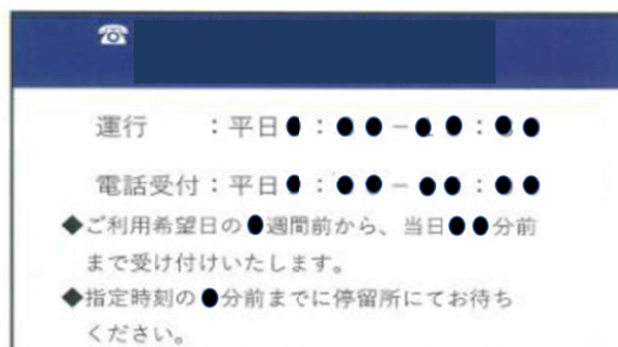 ☎
運行 ：平日●：●●−●●：●●
電話受付：平日●：●●−●●：●●
◆ご利用希望日の●週間前から、当日●●分前
まで受け付けいたします。
◆指定時刻の●分前までに停留所にてお待ち
ください。